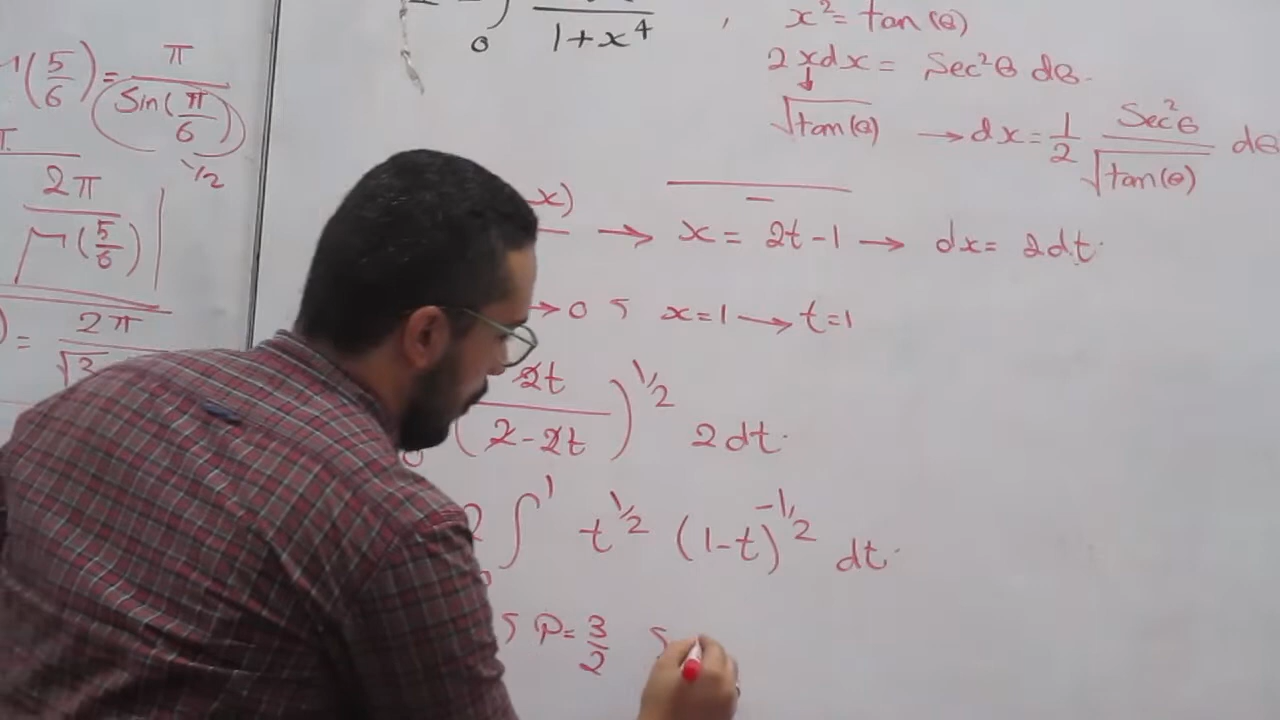 Γ(5/6) = π / Sin(π/6)
1/2
π
2π / Γ(5/6)
) = 2π / √3
0 ∫ / 1+x⁴ , x² = tan(θ)
2xdx = Sec²θ dθ.
√tan(θ) → dx = 1/2 Sec²θ / √tan(θ) dθ
x) → x = 2t-1 → dx = 2dt.
→ 0 , x=1 → t=1
(2t / 2-2t)^1/2 2dt.
2 ∫₀¹ t^1/2 (1-t)^-1/2 dt.
, P = 3/2 ,